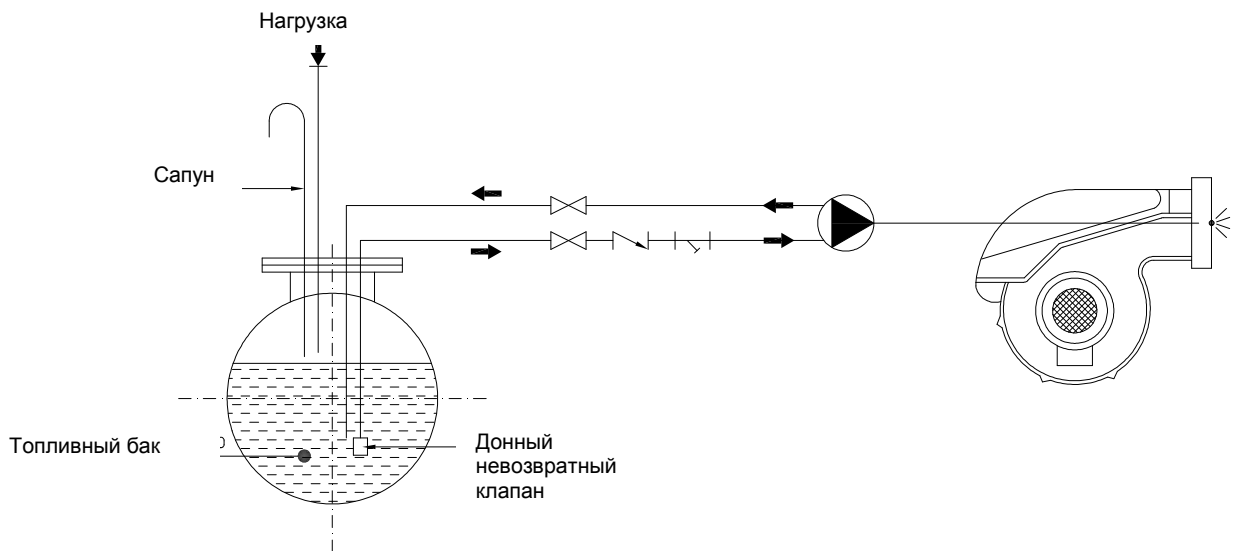 Нагрузка
Сапун
Топливный бак
Донный
невозвратный
клапан